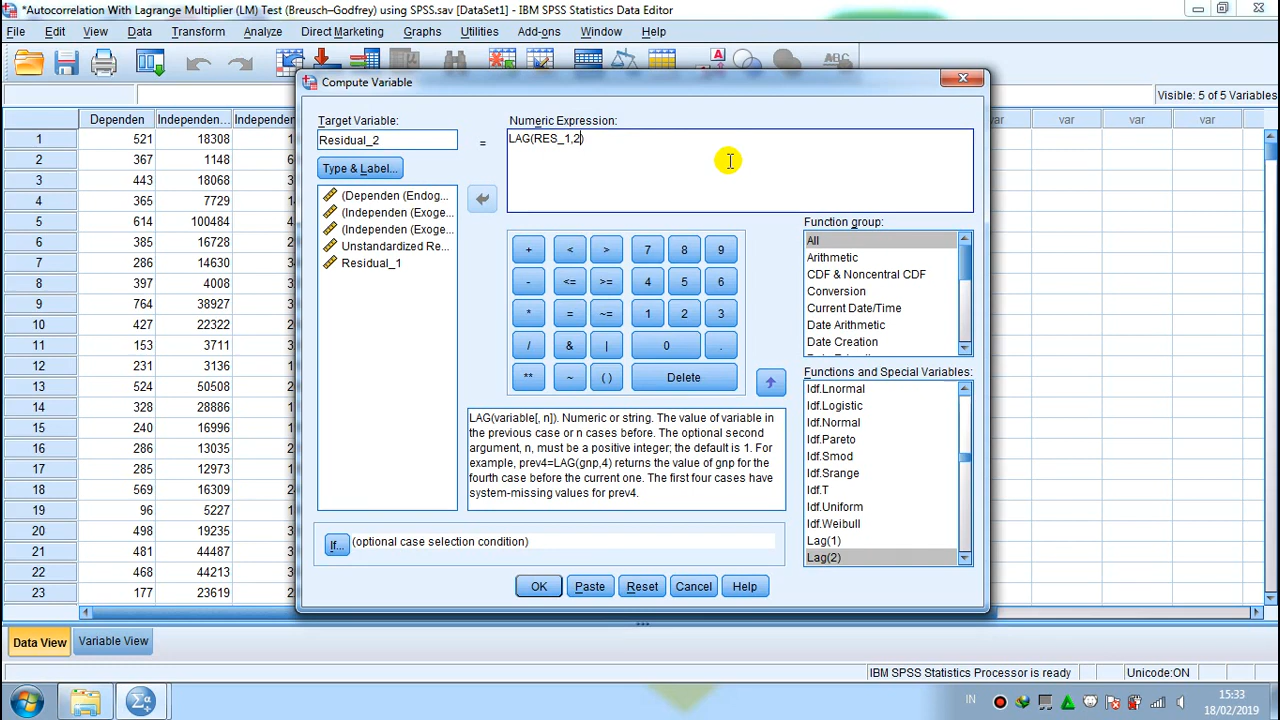 *Autocorrelation With Lagrange Multiplier (LM) Test (Breusch–Godfrey) using SPSS.sav [DataSet1] - IBM SPSS Statistics Data Editor
File Edit View Data Transform Analyze Direct Marketing Graphs Utilities Add-ons Window Help
Visible: 5 of 5 Variables
Dependen Independen... Independen var var var
1 521 18308
2 367 1148 6
3 443 18068
4 365 7729
5 614 100484
6 385 16728
7 286 14630
8 397 4008
9 764 38927
10 427 22322 2
11 153 3711
12 231 3136
13 524 50508
14 328 28886
15 240 16996
16 286 13035
17 285 12973
18 569 16309
19 96 5227
20 498 19235
21 481 44487
22 468 44213
23 177 23619
Compute Variable
Target Variable:
Residual_2
=
Numeric Expression:
LAG(RES_1,2)
Type & Label...
(Dependen (Endog...
(Independen (Exoge...
(Independen (Exoge...
Unstandardized Re...
Residual_1
+ < > 7 8 9
- <= >= 4 5 6
* = ~= 1 2 3
/ & | 0 .
** ~ ( ) Delete
Function group:
All
Arithmetic
CDF & Noncentral CDF
Conversion
Current Date/Time
Date Arithmetic
Date Creation
Functions and Special Variables:
Idf.Lnormal
Idf.Logistic
Idf.Normal
Idf.Pareto
Idf.Smod
Idf.Srange
Idf.T
Idf.Uniform
Idf.Weibull
Lag(1)
Lag(2)
LAG(variable[, n]). Numeric or string. The value of variable in
the previous case or n cases before. The optional second
argument, n, must be a positive integer; the default is 1. For
example, prev4=LAG(gnp,4) returns the value of gnp for the
fourth case before the current one. The first four cases have
system-missing values for prev4.
If... (optional case selection condition)
OK Paste Reset Cancel Help
Data View Variable View
IBM SPSS Statistics Processor is ready Unicode:ON
IN 15:33
18/02/2019